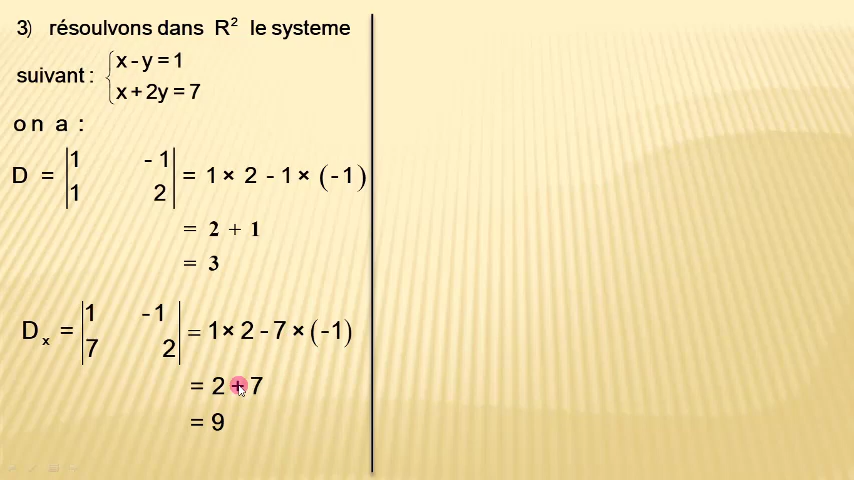 3) résoulvons dans R² le systeme
suivant : { x - y = 1
x + 2y = 7
on a :
D = | 1 - 1 | = 1 × 2 - 1 × (- 1)
| 1 2 |
= 2 + 1
= 3
Dₓ = | 1 - 1 | = 1 × 2 - 7 × (-1)
| 7 2 |
= 2 + 7
= 9